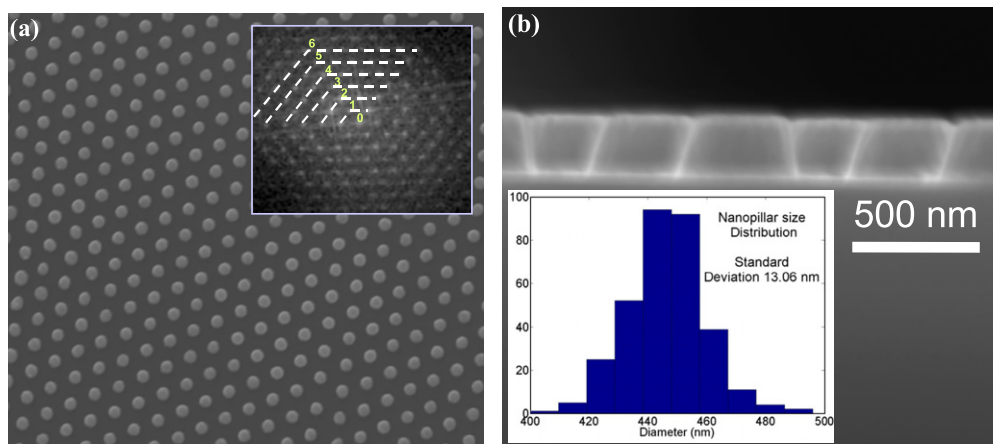 (a)
6
5
4
3
2
1
0
(b)
500 nm
100
80
60
40
20
0
Nanopillar size
Distribution
Standard
Deviation 13.06 nm
400 420 440 460 480 500
Diameter (nm)